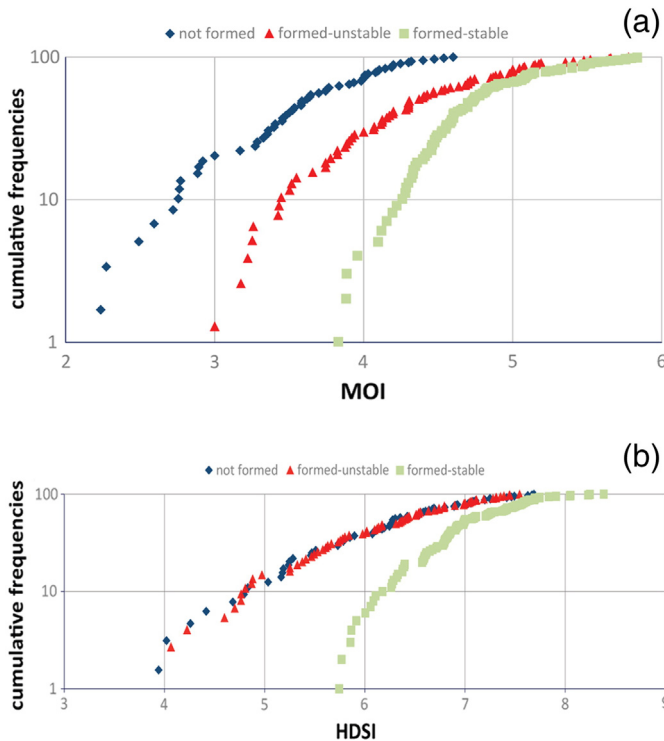 (a)
not formed formed-unstable formed-stable
cumulative frequencies
100
10
1
2 3 4 5 6
MOI
(b)
not formed formed-unstable formed-stable
cumulative frequencies
100
10
1
3 4 5 6 7 8 9
HDSI